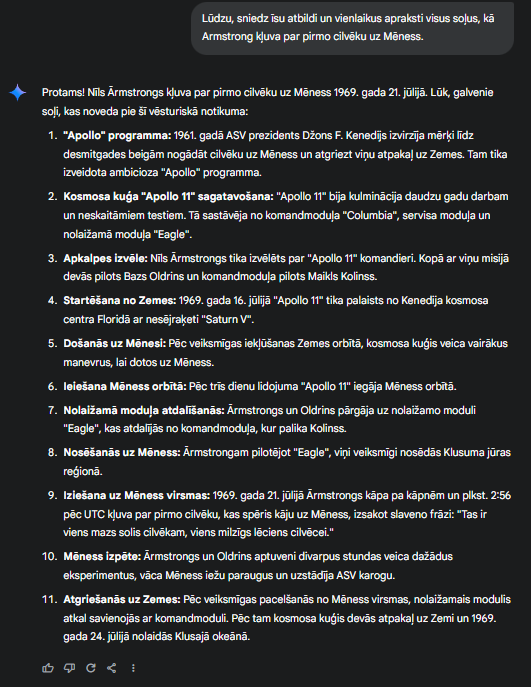 Lūdzu, sniedz īsu atbildi un vienlaikus apraksti visus soļus, kā
Armstrong kļuva par pirmo cilvēku uz Mēness.
Protams! Nīls Ārmstrongs kļuva par pirmo cilvēku uz Mēness 1969. gada 21. jūlijā. Lūk, galvenie
soļi, kas noveda pie šī vēsturiskā notikuma:
1. "Apollo" programma: 1961. gadā ASV prezidents Džons F. Kenedijs izvirzīja mērķi līdz
desmitgades beigām nogādāt cilvēku uz Mēness un atgriezt viņu atpakaļ uz Zemes. Tam tika
izveidota ambicioza "Apollo" programma.
2. Kosmosa kuģa "Apollo 11" sagatavošana: "Apollo 11" bija kulminācija daudzu gadu darbam
un neskaitāmiem testiem. Tā sastāvēja no komandmoduļa "Columbia", servisa moduļa un
nolaižamā moduļa "Eagle".
3. Apkalpes izvēle: Nīls Ārmstrongs tika izvēlēts par "Apollo 11" komandieri. Kopā ar viņu misijā
devās pilots Bazs Oldrins un komandmoduļa pilots Maikls Kolinss.
4. Startēšana no Zemes: 1969. gada 16. jūlijā "Apollo 11" tika palaists no Kenedija kosmosa
centra Floridā ar nesējraķeti "Saturn V".
5. Došanās uz Mēnesi: Pēc veiksmīgas iekļūšanas Zemes orbītā, kosmosa kuģis veica vairākus
manevrus, lai dotos uz Mēness.
6. Ieiešana Mēness orbītā: Pēc trīs dienu lidojuma "Apollo 11" iegāja Mēness orbītā.
7. Nolaižamā moduļa atdalīšanās: Ārmstrongs un Oldrins pārgāja uz nolaižamo moduli
"Eagle", kas atdalījās no komandmoduļa, kur palika Kolinss.
8. Nosēšanās uz Mēness: Ārmstrongam pilotējot "Eagle", viņi veiksmīgi nosēdās Klusuma jūras
reģionā.
9. Iziešana uz Mēness virsmas: 1969. gada 21. jūlijā Ārmstrongs kāpa pa kāpnēm un plkst. 2:56
pēc UTC kļuva par pirmo cilvēku, kas spēris kāju uz Mēness, izsakot slaveno frāzi: "Tas ir
viens mazs solis cilvēkam, viens milzīgs lēciens cilvēcei."
10. Mēness izpēte: Ārmstrongs un Oldrins aptuveni divarpus stundas veica dažādus
eksperimentus, vāca Mēness iežu paraugus un uzstādīja ASV karogu.
11. Atgriešanās uz Zemes: Pēc veiksmīgas pacelšanās no Mēness virsmas, nolaižamais modulis
atkal savienojās ar komandmoduli. Pēc tam kosmosa kuģis devās atpakaļ uz Zemi un 1969.
gada 24. jūlijā nolaidās Klusajā okeānā.